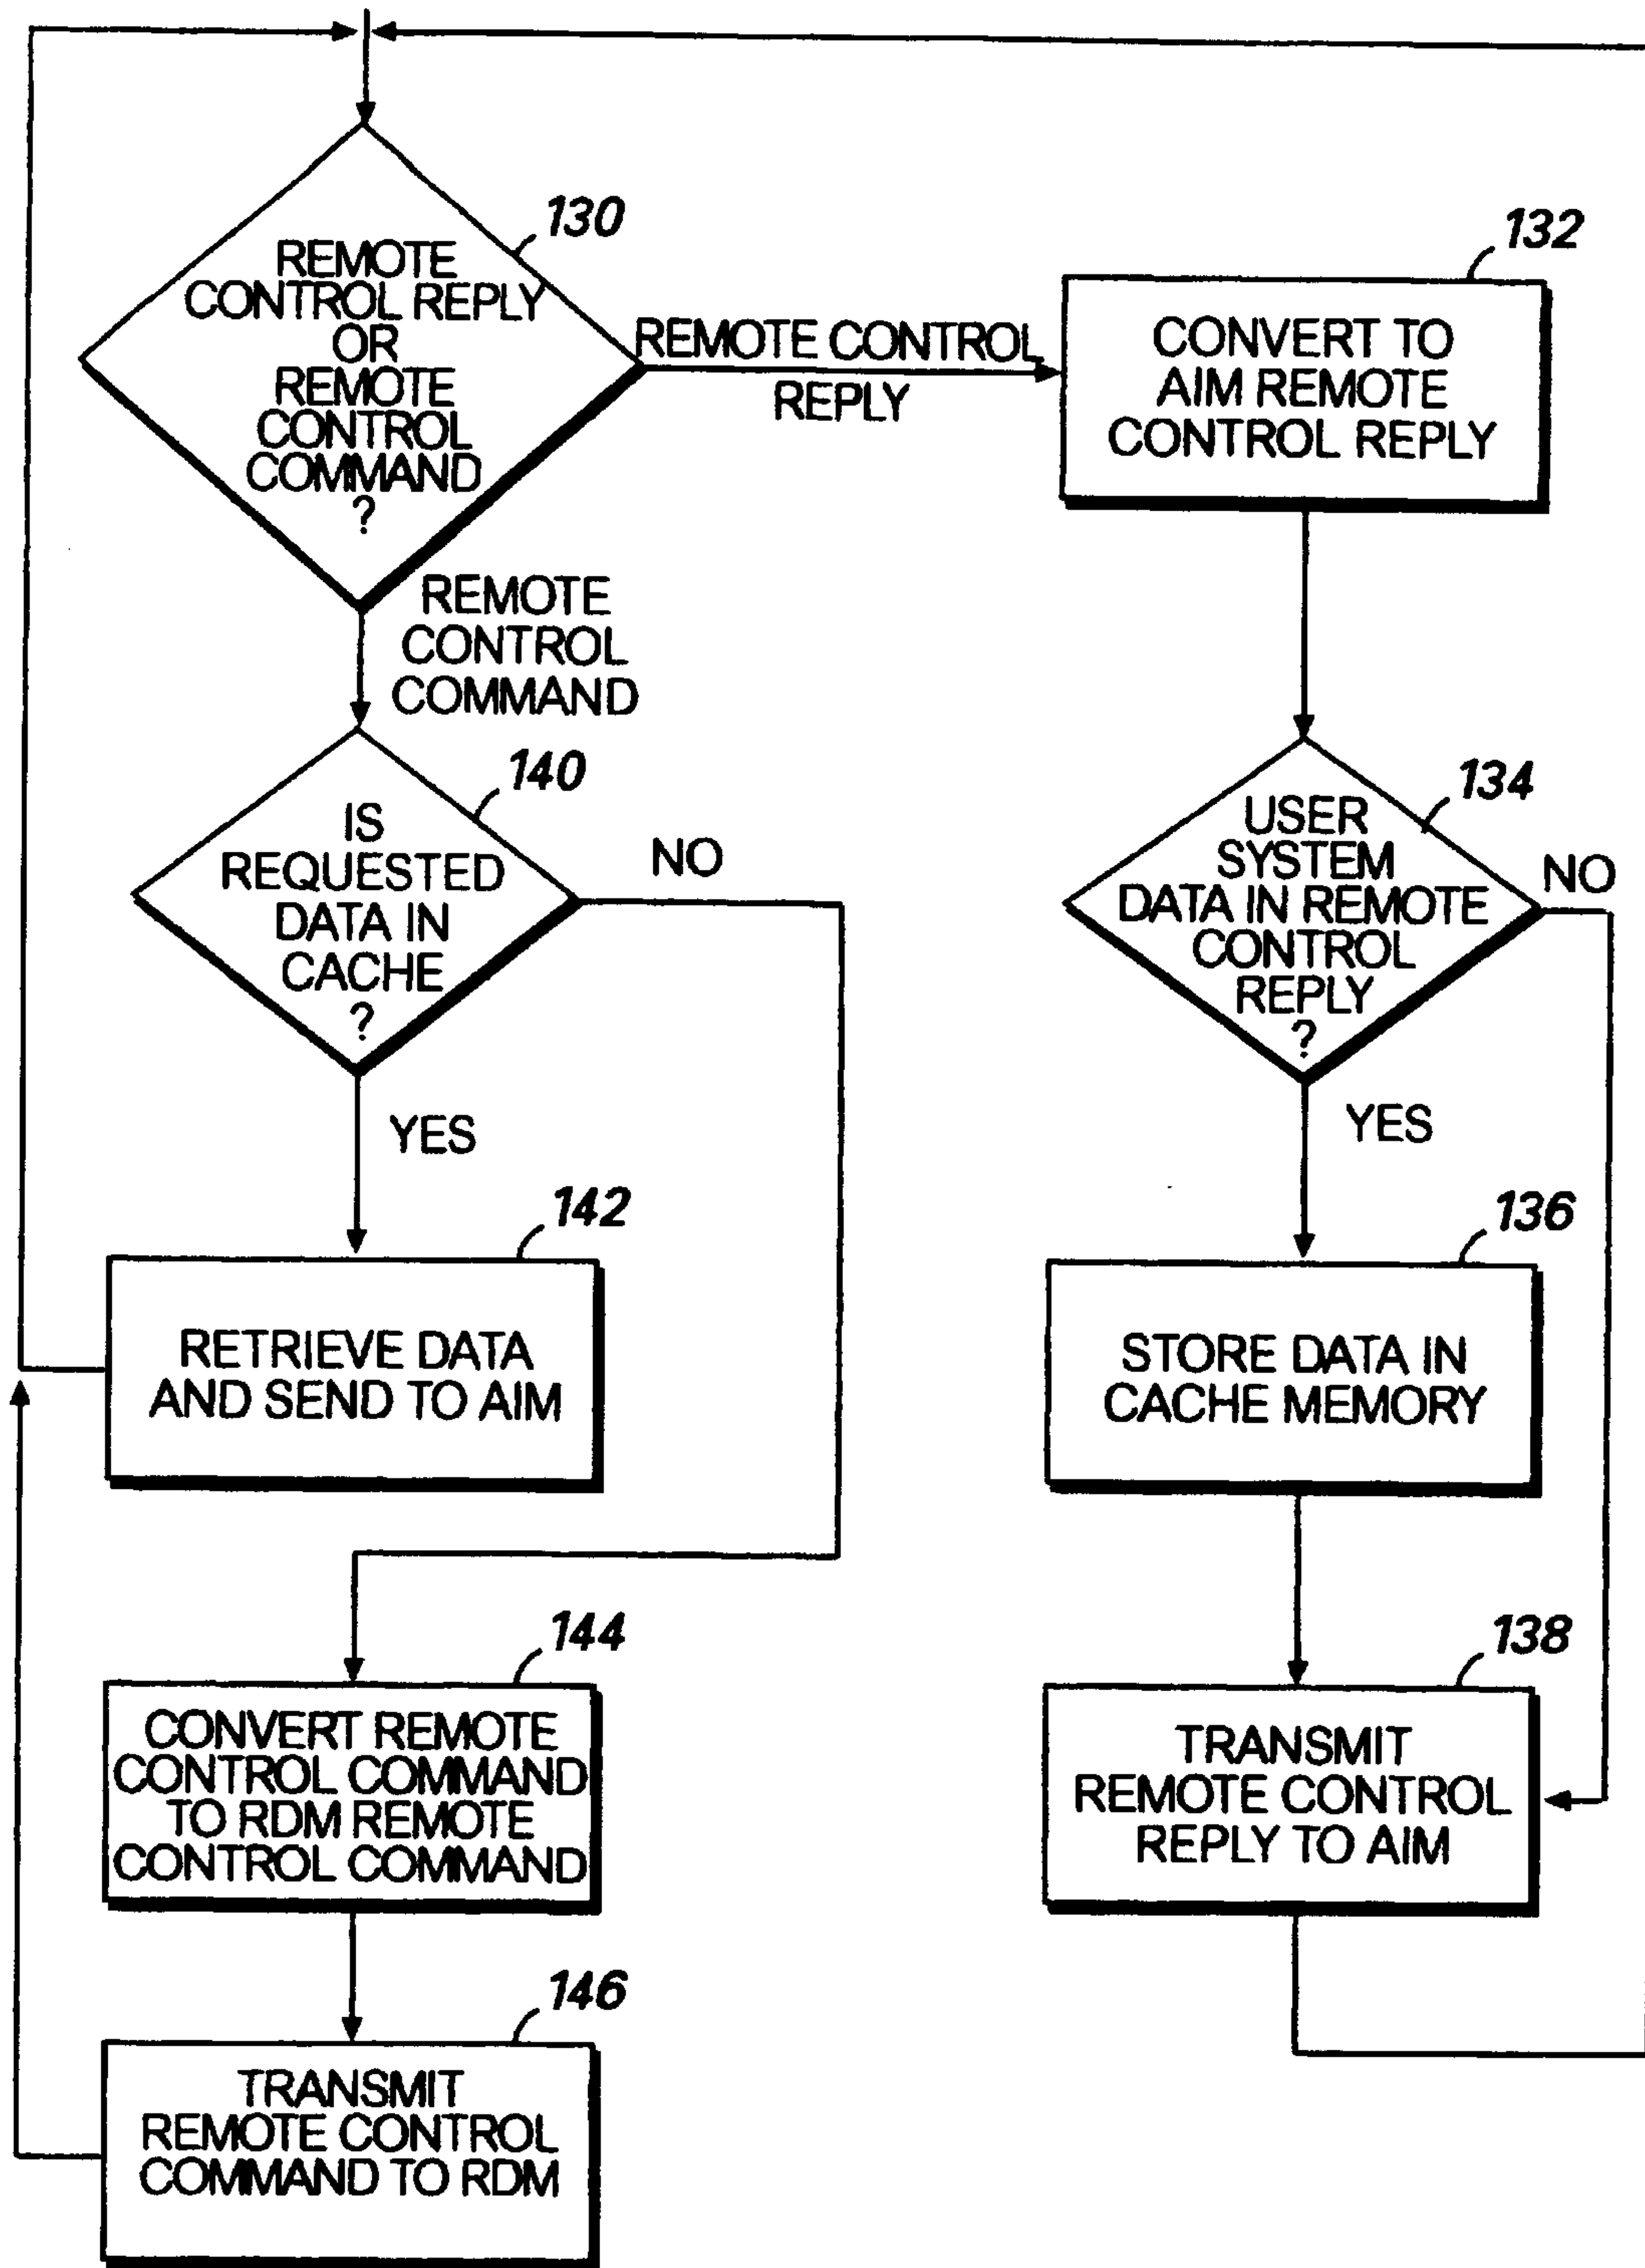 130
REMOTE
CONTROL REPLY
OR
REMOTE
CONTROL
COMMAND
?
REMOTE CONTROL
REPLY
132
CONVERT TO
AIM REMOTE
CONTROL REPLY
REMOTE
CONTROL
COMMAND
140
IS
REQUESTED
DATA IN
CACHE
?
NO
YES
134
USER
SYSTEM
DATA IN REMOTE
CONTROL
REPLY
?
NO
YES
142
RETRIEVE DATA
AND SEND TO AIM
136
STORE DATA IN
CACHE MEMORY
144
CONVERT REMOTE
CONTROL COMMAND
TO RDM REMOTE
CONTROL COMMAND
138
TRANSMIT
REMOTE CONTROL
REPLY TO AIM
146
TRANSMIT
REMOTE CONTROL
COMMAND TO RDM